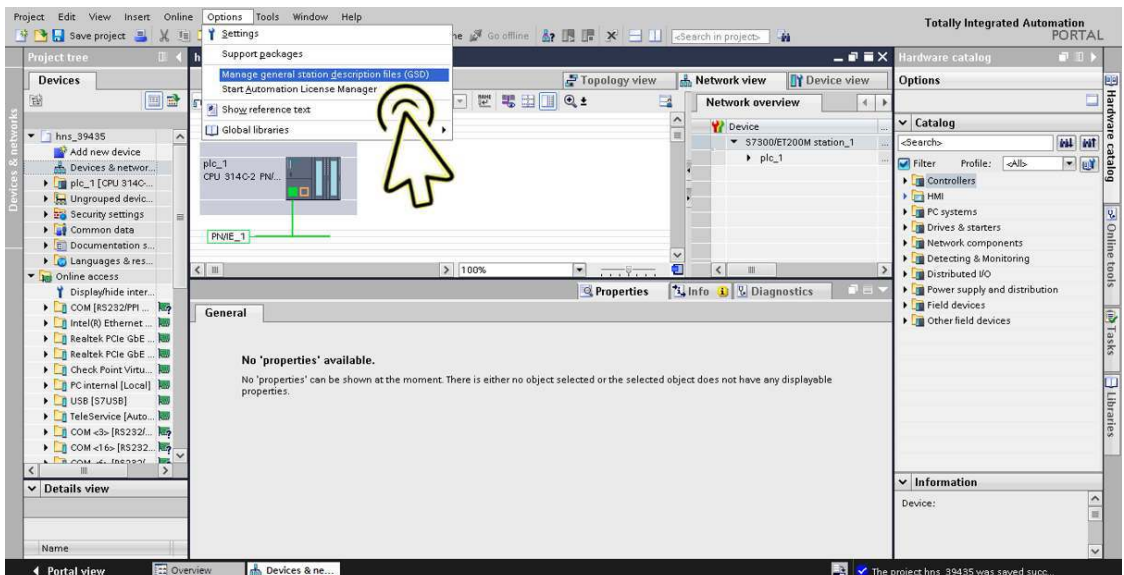 Project Edit View Insert Online Options Tools Window Help
Totally Integrated Automation
PORTAL
Save project
Go offline
<Search in project>
Settings
Support packages
Manage general station description files (GSD)
Start Automation License Manager
Show reference text
Global libraries
Project tree
Devices
hns_39435
Add new device
Devices & networ...
plc_1 [CPU 314C-...
Ungrouped devic...
Security settings
Common data
Documentation s...
Languages & res...
Online access
Display/hide inter...
COM [RS232/PPI ...
Intel(R) Ethernet ...
Realtek PCIe GbE ...
Realtek PCIe GbE ...
Check Point Virtu...
PC internal [Local]
USB [S7USB]
TeleService [Auto...
COM <3> [RS232/...
COM <16> [RS232...
Details view
Name
Devices & networks
Topology view
Network view
Device view
plc_1
CPU 314C-2 PN/...
PN/IE_1
100%
Network overview
Device
S7300/ET200M station_1
plc_1
Properties
Info
Diagnostics
General
No 'properties' available.
No 'properties' can be shown at the moment. There is either no object selected or the selected object does not have any displayable
properties.
Hardware catalog
Options
Catalog
<Search>
Filter Profile: <All>
Controllers
HMI
PC systems
Drives & starters
Network components
Detecting & Monitoring
Distributed I/O
Power supply and distribution
Field devices
Other field devices
Information
Device:
Hardware catalog
Online tools
Tasks
Libraries
Portal view
Overview
Devices & ne...
The project hns_39435 was saved succ...